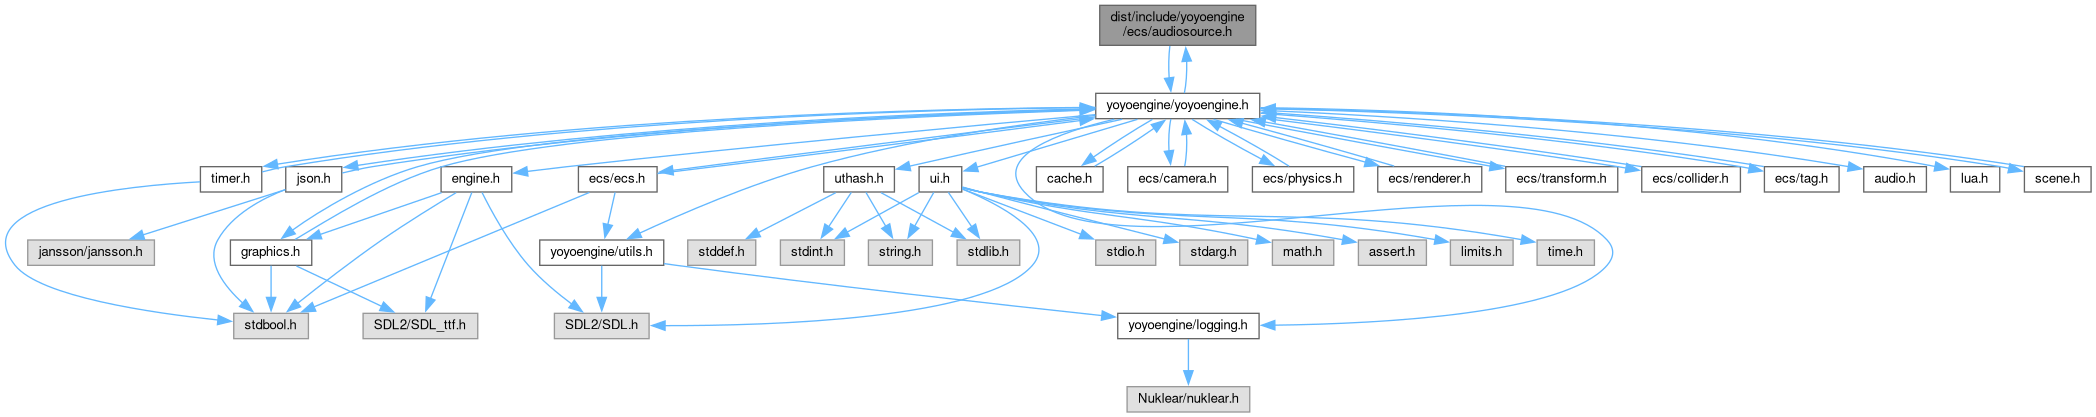 dist/include/yoyoengine
/ecs/audiosource.h
yoyoengine/yoyoengine.h
timer.h
json.h
engine.h
ecs/ecs.h
uthash.h
ui.h
cache.h
ecs/camera.h
ecs/physics.h
ecs/renderer.h
ecs/transform.h
ecs/collider.h
ecs/tag.h
audio.h
lua.h
scene.h
jansson/jansson.h
graphics.h
yoyoengine/utils.h
stddef.h
stdint.h
string.h
stdlib.h
stdio.h
stdarg.h
math.h
assert.h
limits.h
time.h
stdbool.h
SDL2/SDL_ttf.h
SDL2/SDL.h
yoyoengine/logging.h
Nuklear/nuklear.h